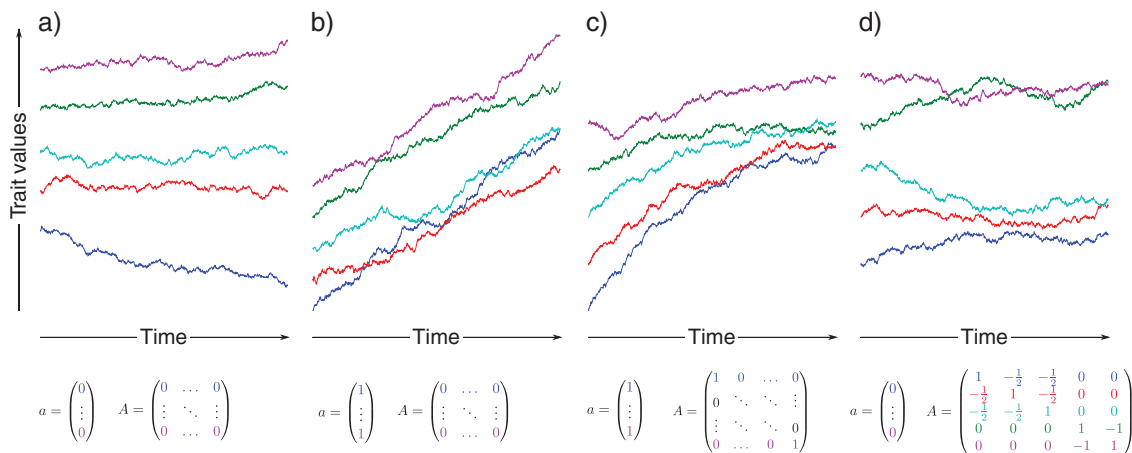 a) b) c) d)
Trait values
Time Time Time Time
a = (0 ⋮ 0) A = (0 … 0 ⋮ ⋱ ⋮ 0 … 0)
a = (1 ⋮ 1) A = (0 … 0 ⋮ ⋱ ⋮ 0 … 0)
a = (1 ⋮ 1) A = (1 0 … 0 0 ⋱ ⋱ ⋮ ⋮ ⋱ ⋱ 0 0 … 0 1)
a = (0 ⋮ 0) A = (1 -1/2 -1/2 0 0
-1/2 1 -1/2 0 0
-1/2 -1/2 1 0 0
0 0 0 1 -1
0 0 0 -1 1)